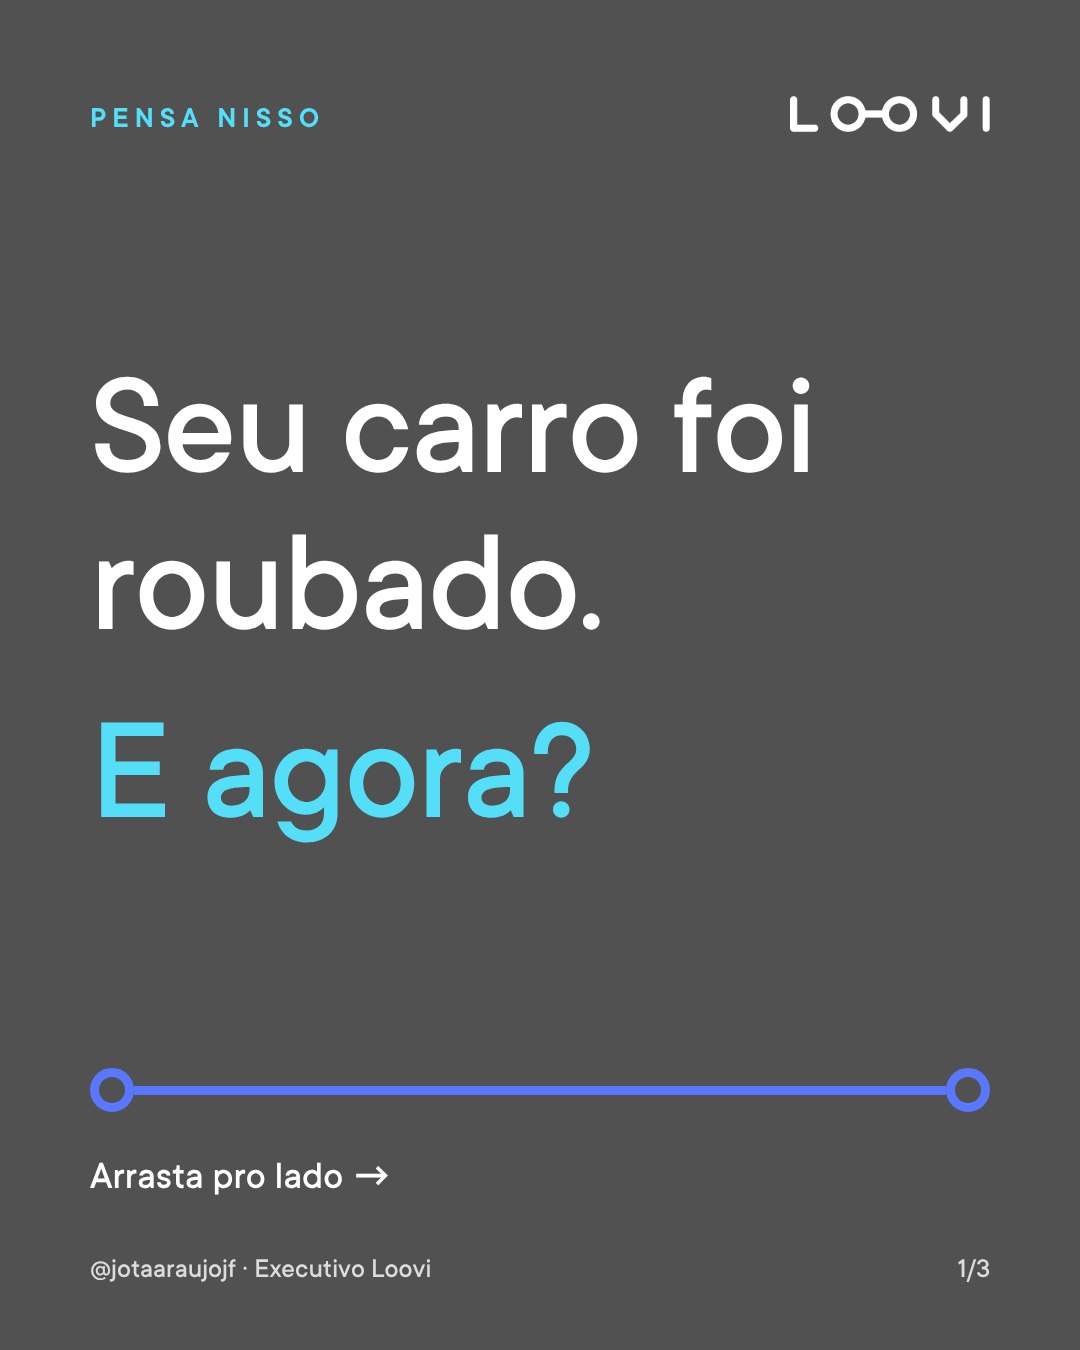 PENSA NISSO
LOOVI
Seu carro foi
roubado.
E agora?
Arrasta pro lado →
@jotaaraujojf · Executivo Loovi
1/3